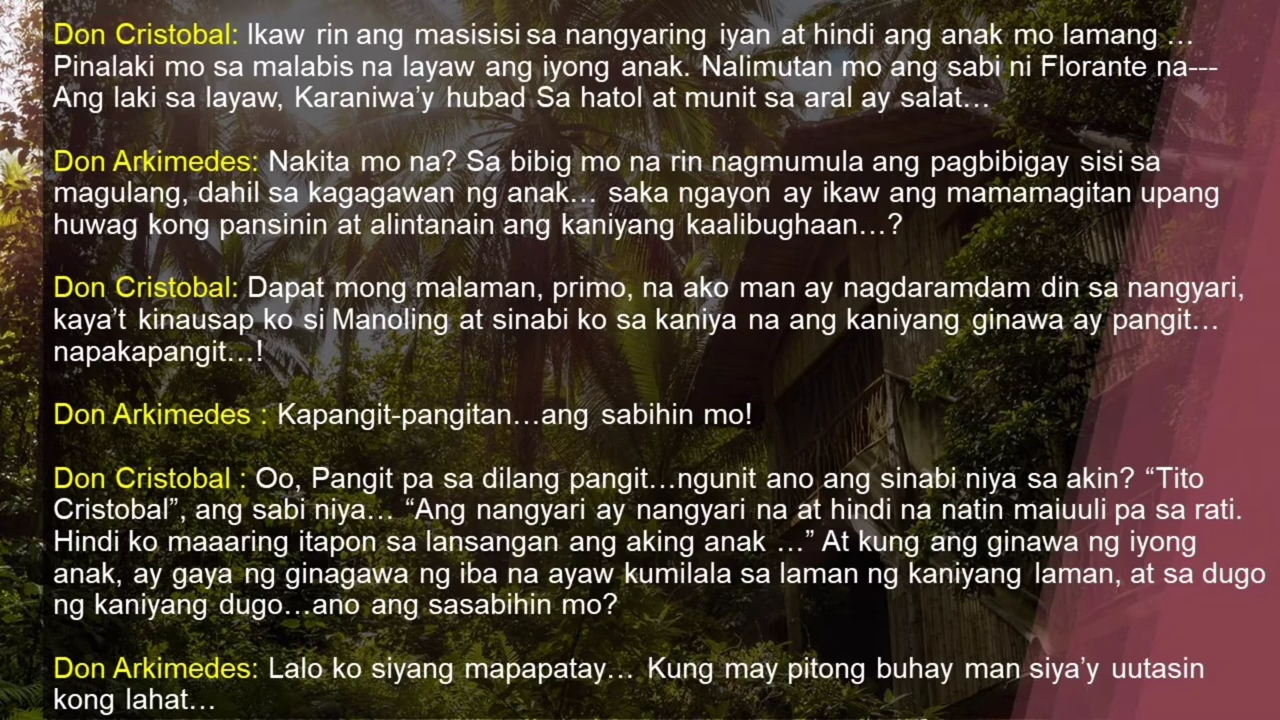 Don Cristobal: Ikaw rin ang masisisi sa nangyaring iyan at hindi ang anak mo lamang …
Pinalaki mo sa malabis na layaw ang iyong anak. Nalimutan mo ang sabi ni Florante na---
Ang laki sa layaw, Karaniwa’y hubad Sa hatol at munit sa aral ay salat…
Don Arkimedes: Nakita mo na? Sa bibig mo na rin nagmumula ang pagbibigay sisi sa
magulang, dahil sa kagagawan ng anak… saka ngayon ay ikaw ang mamamagitan upang
huwag kong pansinin at alintanain ang kaniyang kaalibughaan…?
Don Cristobal: Dapat mong malaman, primo, na ako man ay nagdaramdam din sa nangyari,
kaya’t kinausap ko si Manoling at sinabi ko sa kaniya na ang kaniyang ginawa ay pangit…
napakapangit…!
Don Arkimedes : Kapangit-pangitan…ang sabihin mo!
Don Cristobal : Oo, Pangit pa sa dilang pangit…ngunit ano ang sinabi niya sa akin? “Tito
Cristobal”, ang sabi niya… “Ang nangyari ay nangyari na at hindi na natin maiuuli pa sa rati.
Hindi ko maaaring itapon sa lansangan ang aking anak …” At kung ang ginawa ng iyong
anak, ay gaya ng ginagawa ng iba na ayaw kumilala sa laman ng kaniyang laman, at sa dugo
ng kaniyang dugo…ano ang sasabihin mo?
Don Arkimedes: Lalo ko siyang mapapatay… Kung may pitong buhay man siya’y uutasin
kong lahat…